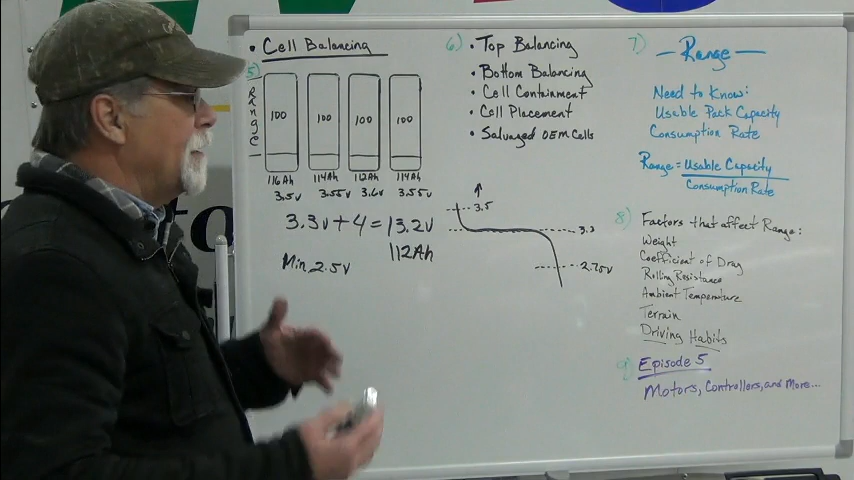 • Cell Balancing
5)
Range
100 100 100 100
116Ah 114Ah 112Ah 114Ah
3.5v 3.55v 3.6v 3.55v
3.3v+4=13.2v
112Ah
Min 2.5v
6) • Top Balancing
• Bottom Balancing
• Cell Containment
• Cell Placement
• Salvaged OEM Cells
3.5
3.3
2.75v
7) —Range—
Need to Know:
Usable Pack Capacity
Consumption Rate
Range = Usable Capacity
Consumption Rate
8) Factors that affect Range:
Weight
Coefficient of Drag
Rolling Resistance
Ambient Temperature
Terrain
Driving Habits
9) Episode 5
Motors, Controllers, and More...